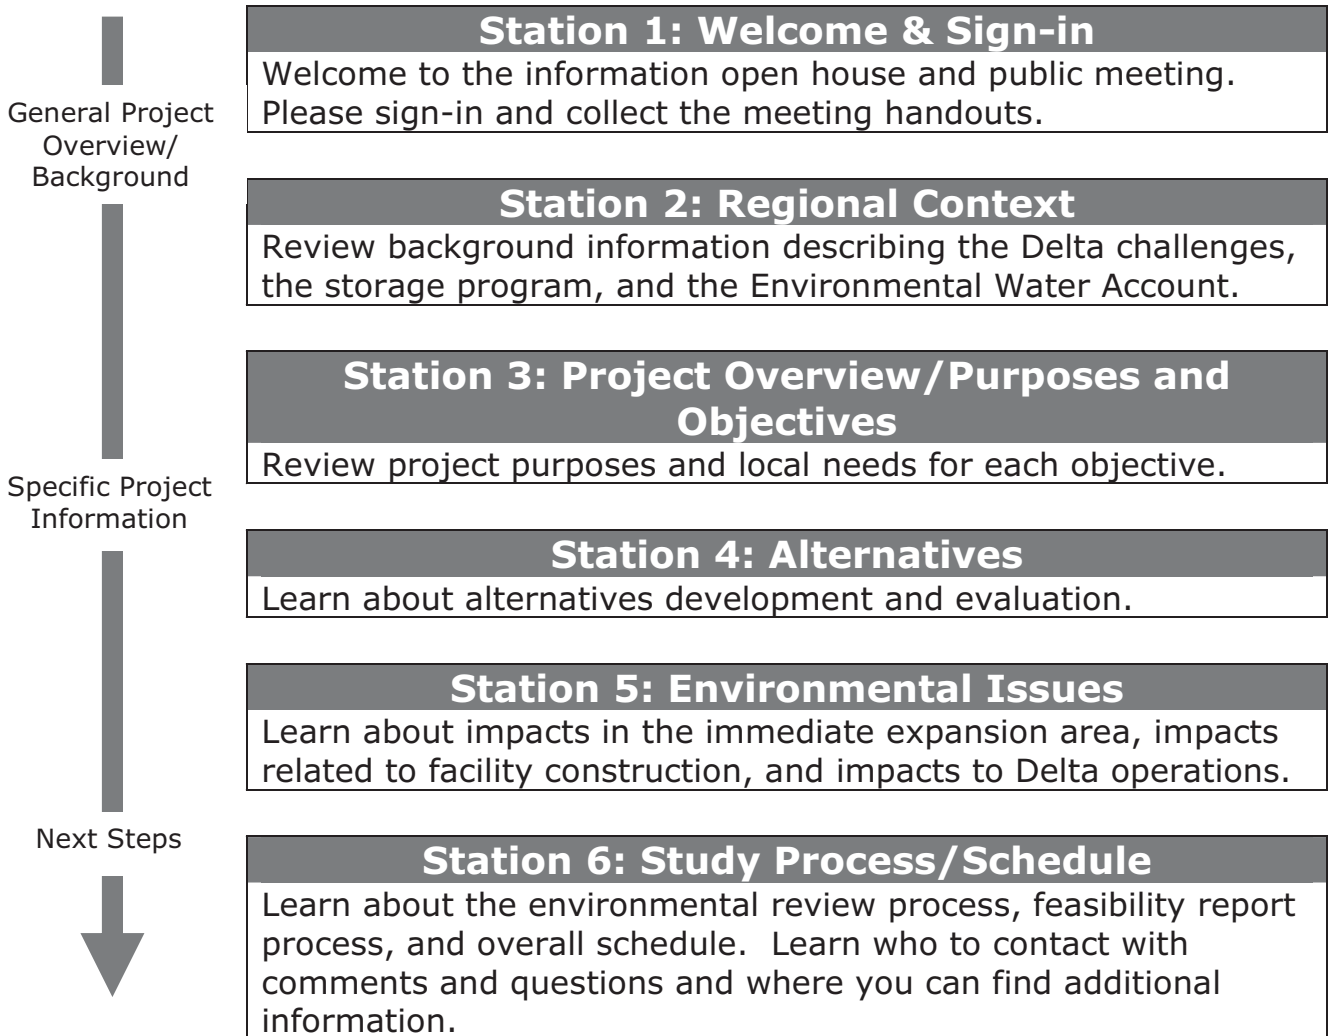 General Project
Overview/
Background
Specific Project
Information
Next Steps
Station 1: Welcome & Sign-in
Welcome to the information open house and public meeting.
Please sign-in and collect the meeting handouts.
Station 2: Regional Context
Review background information describing the Delta challenges,
the storage program, and the Environmental Water Account.
Station 3: Project Overview/Purposes and
Objectives
Review project purposes and local needs for each objective.
Station 4: Alternatives
Learn about alternatives development and evaluation.
Station 5: Environmental Issues
Learn about impacts in the immediate expansion area, impacts
related to facility construction, and impacts to Delta operations.
Station 6: Study Process/Schedule
Learn about the environmental review process, feasibility report
process, and overall schedule.  Learn who to contact with
comments and questions and where you can find additional
information.